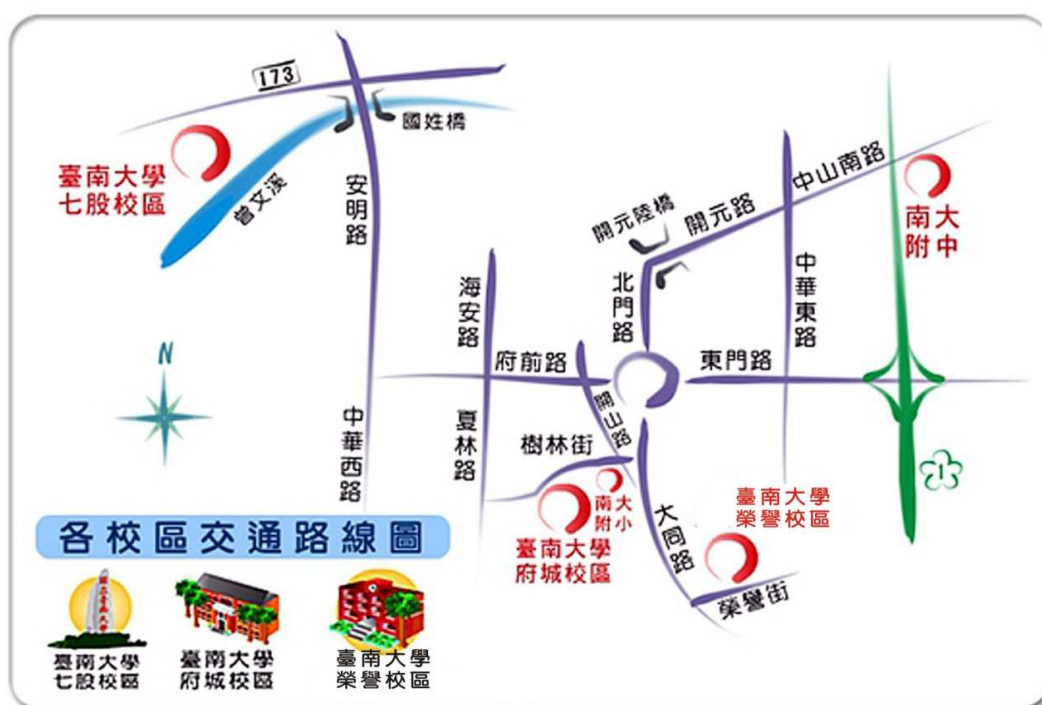 173
國姓橋
臺南大學
七股校區
曾文溪
安明路
中山南路
開元路
開元陸橋
南大
附中
北門路
中華東路
海安路
府前路
東門路
N
開山路
中華西路
夏林路
樹林街
1
南大
附小
臺南大學
榮譽校區
大同路
臺南大學
府城校區
榮譽街
各校區交通路線圖
國立臺南大學
臺南大學
七股校區
臺南大學
府城校區
臺南大學
榮譽校區